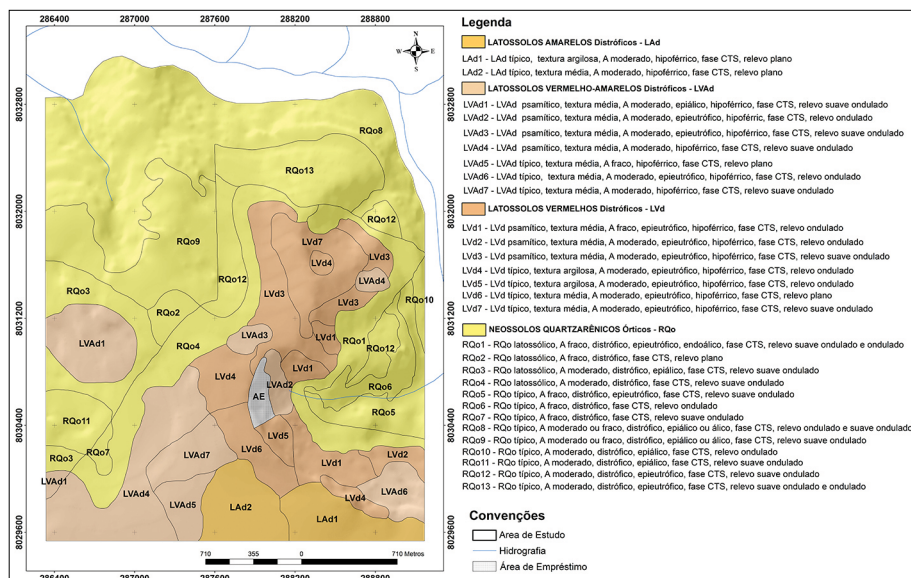 286400 287000 287600 288200 288800
N
W E
S
8032800 8032800
8032000 8032000
8031200 8031200
8030400 8030400
8029600 8029600
RQo8
RQo13
RQo12
RQo9
LVd7
LVd4
LVd3
RQo12
LVAd4
RQo3
LVd3
RQo10
LVd3
RQo2
LVAd1
RQo4
LVAd3
LVd1
RQo1
RQo12
LVd1
LVd4
LVAd2
RQo6
AE
RQo5
RQo11
LVd5
LVd6
RQo7
RQo3
LVAd7
LVd1
LVd2
LVAd1
LVAd4
LVAd5
LAd2
LVd4
LVAd6
LAd1
710 355 0 710 Metros
286400 287000 287600 288200 288800
Legenda
LATOSSOLOS AMARELOS Distróficos - LAd
LAd1 - LAd típico, textura argilosa, A moderado, hipoférrico, fase CTS, relevo plano
LAd2 - LAd típico, textura média, A moderado, hipoférrico, fase CTS, relevo plano
LATOSSOLOS VERMELHO-AMARELOS Distróficos - LVAd
LVAd1 - LVAd psamítico, textura média, A moderado, epiálico, hipoférrico, fase CTS, relevo suave ondulado
LVAd2 - LVAd psamítico, textura média, A moderado, epieutrófico, hipoférric, fase CTS, relevo ondulado
LVAd3 - LVAd psamítico, textura média, A moderado, epieutrófico, hipoférrico, fase CTS, relevo suave ondulado
LVAd4 - LVAd psamítico, textura média, A moderado, hipoférrico, fase CTS, relevo suave ondulado
LVAd5 - LVAd típico, textura média, A fraco, hipoférrico, fase CTS, relevo plano
LVAd6 - LVAd típico, textura média, A moderado, epieutrófico, hipoférrico, fase CTS, relevo ondulado
LVAd7 - LVAd típico, textura média, A moderado, hipoférrico, fase CTS, relevo ondulado
LATOSSOLOS VERMELHOS Distróficos - LVd
LVd1 - LVd psamítico, textura média, A fraco, epieutrófico, hipoférrico, fase CTS, relevo ondulado
LVd2 - LVd psamítico, textura média, A moderado, epieutrófico, hipoférrico, fase CTS, relevo ondulado
LVd3 - LVd psamítico, textura média, A moderado, epieutrófico, hipoférrico, fase CTS, relevo suave ondulado
LVd4 - LVd típico, textura argilosa, A moderado, epieutrófico, hipoférrico, fase CTS, relevo ondulado
LVd5 - LVd típico, textura argilosa, A moderado, epieutrófico, hipoférrico, fase CTS, relevo ondulado
LVd6 - LVd típico, textura média, A moderado, epieutrófico, hipoférrico, fase CTS, relevo plano
LVd7 - LVd típico, textura média, A moderado, epieutrófico, hipoférrico, fase CTS, relevo suave ondulado
NEOSSOLOS QUARTZARÊNICOS Órticos - RQo
RQo1 - RQo latossólico, A fraco, distrófico, epieutrófico, endoálico, fase CTS, relevo suave ondulado e ondulado
RQo2 - RQo latossólico, A fraco, distrófico, fase CTS, relevo plano
RQo3 - RQo latossólico, A moderado, distrófico, epiálico, fase CTS, relevo suave ondulado
RQo4 - RQo latossólico, A moderado, distrófico, fase CTS, relevo suave ondulado
RQo5 - RQo típico, A fraco, distrófico, epieutrófico, fase CTS, relevo suave ondulado
RQo6 - RQo típico, A fraco, distrófico, fase CTS, relevo ondulado
RQo7 - RQo típico, A fraco, distrófico, fase CTS, relevo suave ondulado
RQo8 - RQo típico, A moderado ou fraco, distrófico, epiálico ou álico, fase CTS, relevo ondulado e suave ondulado
RQo9 - RQo típico, A moderado ou fraco, distrófico, epiálico ou álico, fase CTS, relevo suave ondulado
RQo10 - RQo típico, A moderado, distrófico, epiálico, fase CTS, relevo ondulado
RQo11 - RQo típico, A moderado, distrófico, epiálico, fase CTS, relevo suave ondulado
RQo12 - RQo típico, A moderado, distrófico, epieutrófico, fase CTS, relevo suave ondulado
RQo13 - RQo típico, A moderado, distrófico, epieutrófico, fase CTS, relevo suave ondulado e ondulado
Convenções
Area de Estudo
Hidrografia
Área de Empréstimo